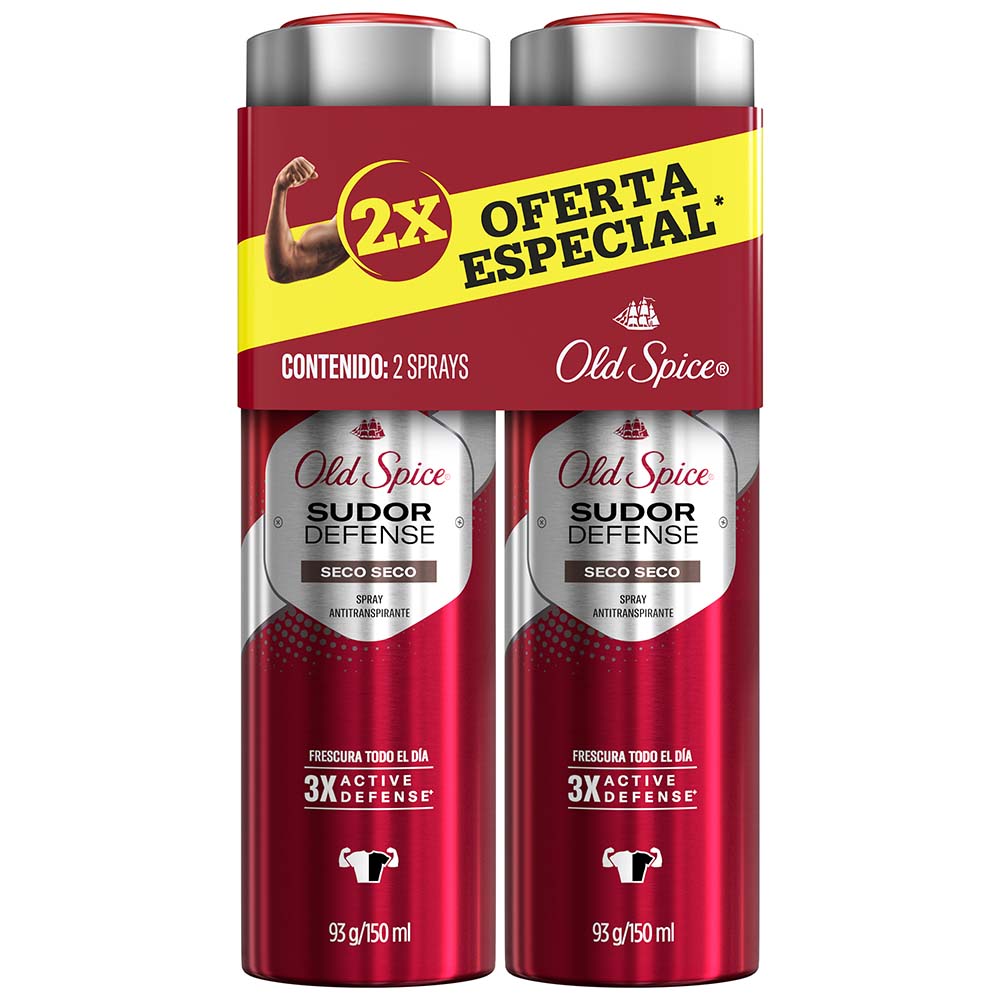 2X
OFERTA
ESPECIAL*
CONTENIDO: 2 SPRAYS
Old Spice®
Old Spice®
SUDOR
DEFENSE
SECO SECO
SPRAY
ANTITRANSPIRANTE
FRESCURA TODO EL DÍA
3X ACTIVE
DEFENSE+
93 g/150 ml
Old Spice®
SUDOR
DEFENSE
SECO SECO
SPRAY
ANTITRANSPIRANTE
FRESCURA TODO EL DÍA
3X ACTIVE
DEFENSE+
93 g/150 ml